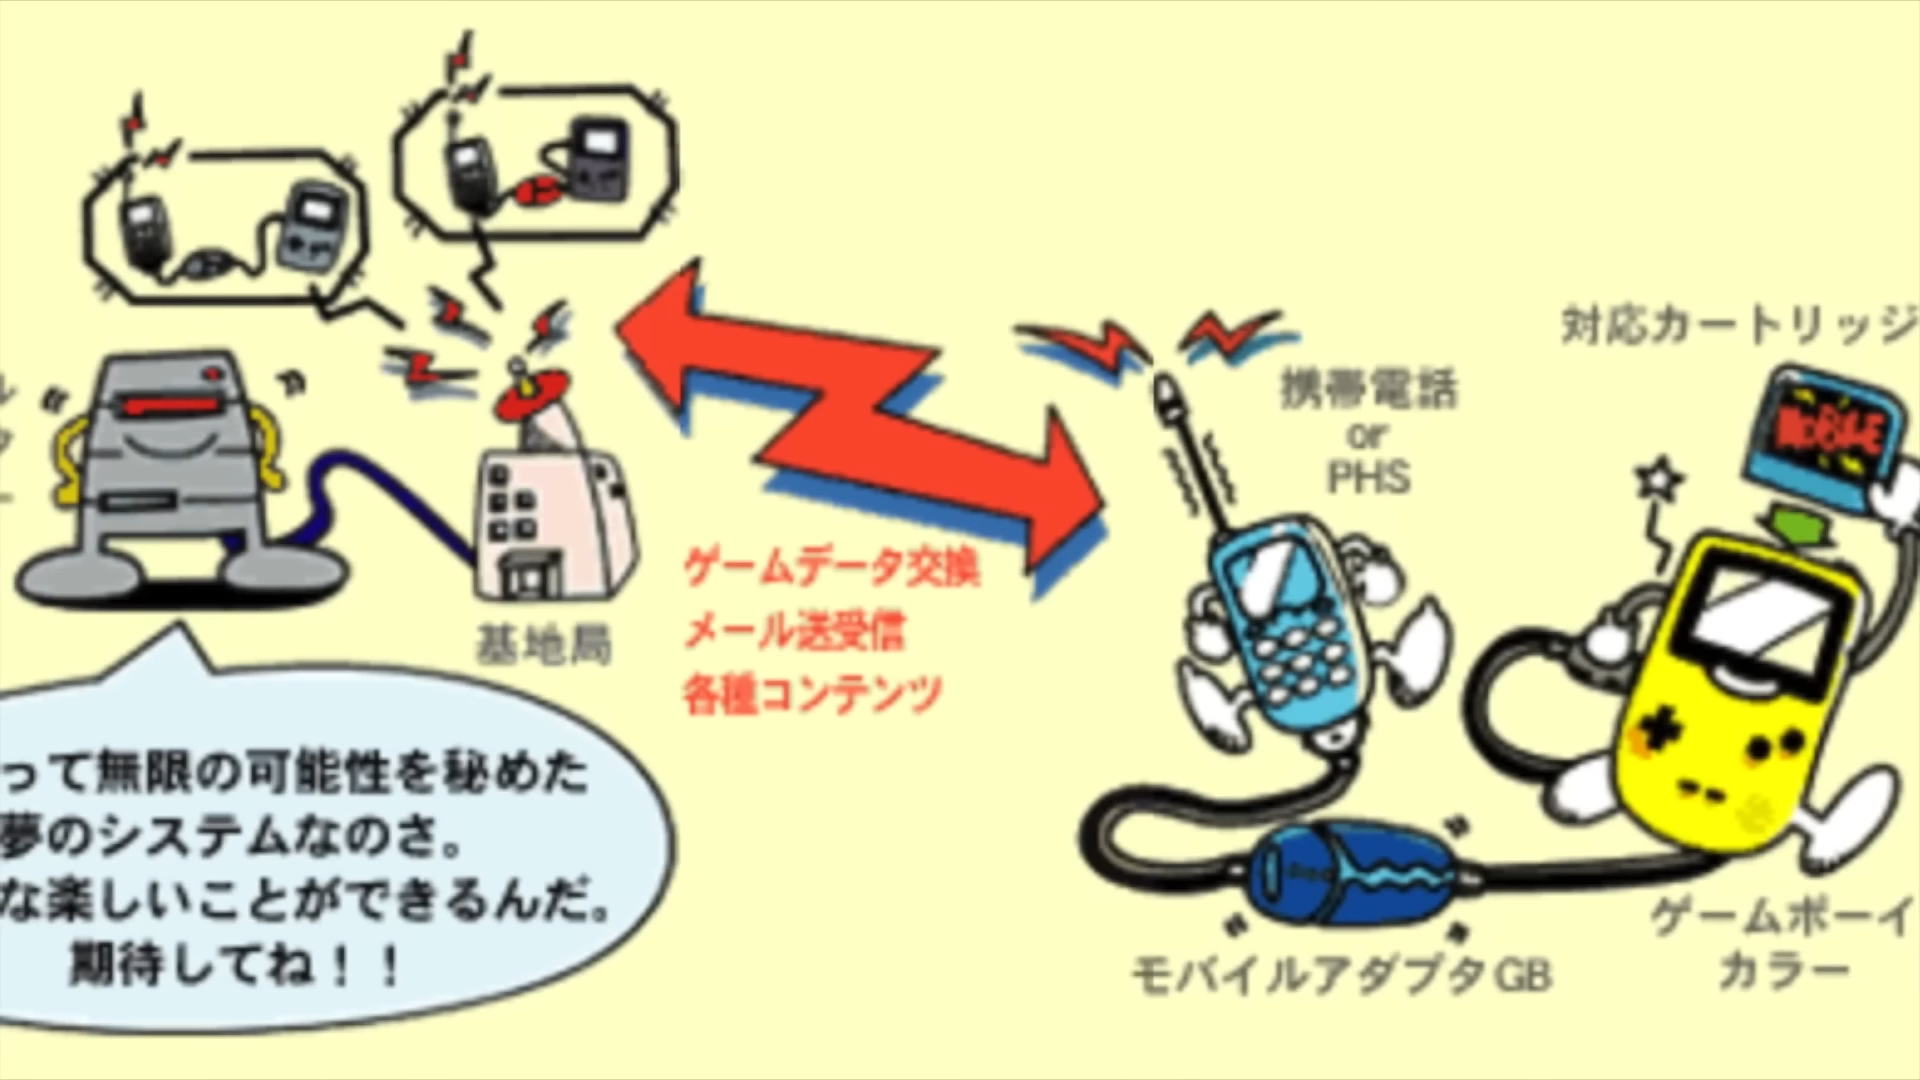 対応カートリッジ
携帯電話
or
PHS
MOBILE
ゲームデータ交換
メール送受信
各種コンテンツ
基地局
って無限の可能性を秘めた
夢のシステムなのさ。
な楽しいことができるんだ。
期待してね！！
モバイルアダプタGB
ゲームボーイ
カラー